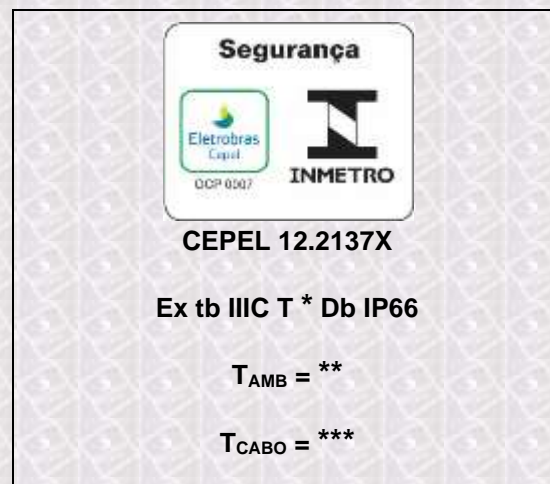 Segurança
Eletrobras
Cepel
OCP 0007
INMETRO
CEPEL 12.2137X
Ex tb IIIC T * Db IP66
TAMB = **
TCABO = ***